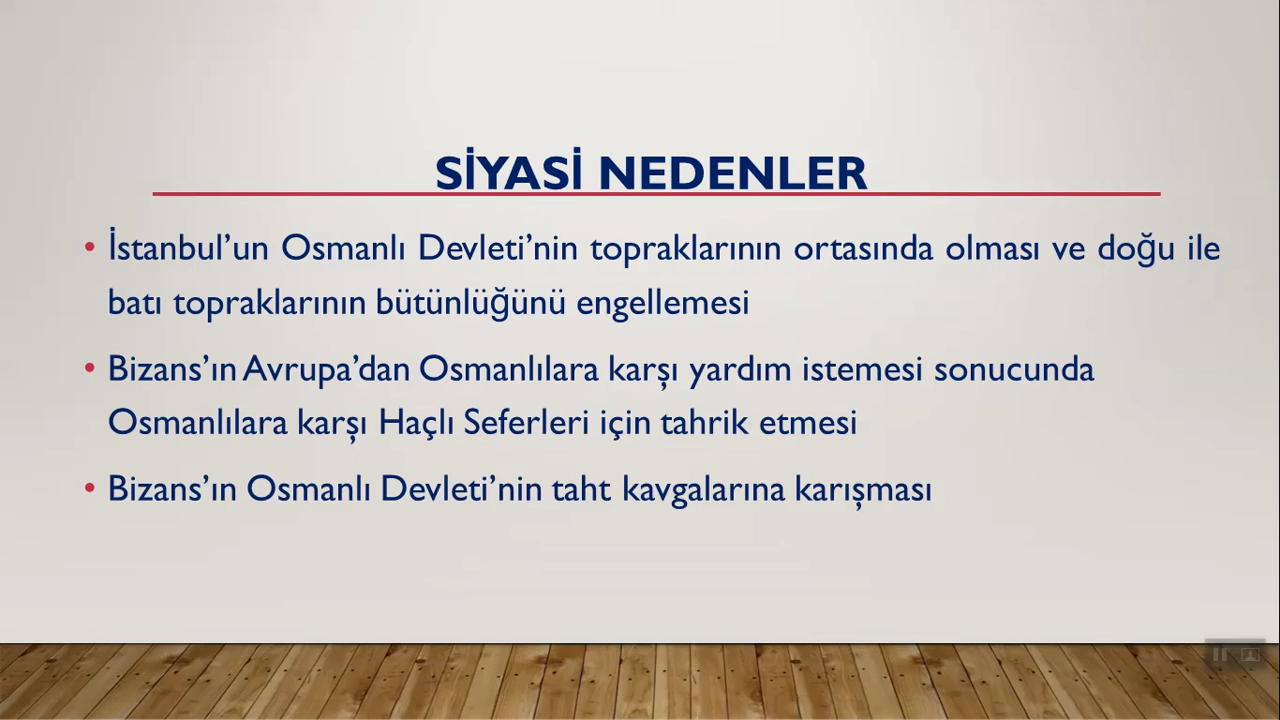 SİYASİ NEDENLER
• İstanbul’un Osmanlı Devleti’nin topraklarının ortasında olması ve doğu ile
batı topraklarının bütünlüğünü engellemesi
• Bizans’ın Avrupa’dan Osmanlılara karşı yardım istemesi sonucunda
Osmanlılara karşı Haçlı Seferleri için tahrik etmesi
• Bizans’ın Osmanlı Devleti’nin taht kavgalarına karışması